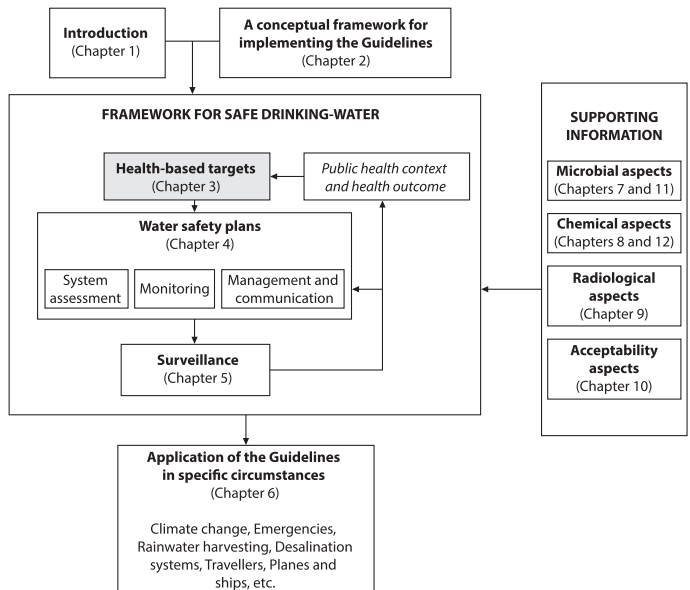 Introduction
(Chapter 1)
A conceptual framework for
implementing the Guidelines
(Chapter 2)
FRAMEWORK FOR SAFE DRINKING-WATER
Health-based targets
(Chapter 3)
Public health context
and health outcome
Water safety plans
(Chapter 4)
System
assessment
Monitoring
Management and
communication
Surveillance
(Chapter 5)
SUPPORTING
INFORMATION
Microbial aspects
(Chapters 7 and 11)
Chemical aspects
(Chapters 8 and 12)
Radiological
aspects
(Chapter 9)
Acceptability
aspects
(Chapter 10)
Application of the Guidelines
in specific circumstances
(Chapter 6)
Climate change, Emergencies,
Rainwater harvesting, Desalination
systems, Travellers, Planes and
ships, etc.